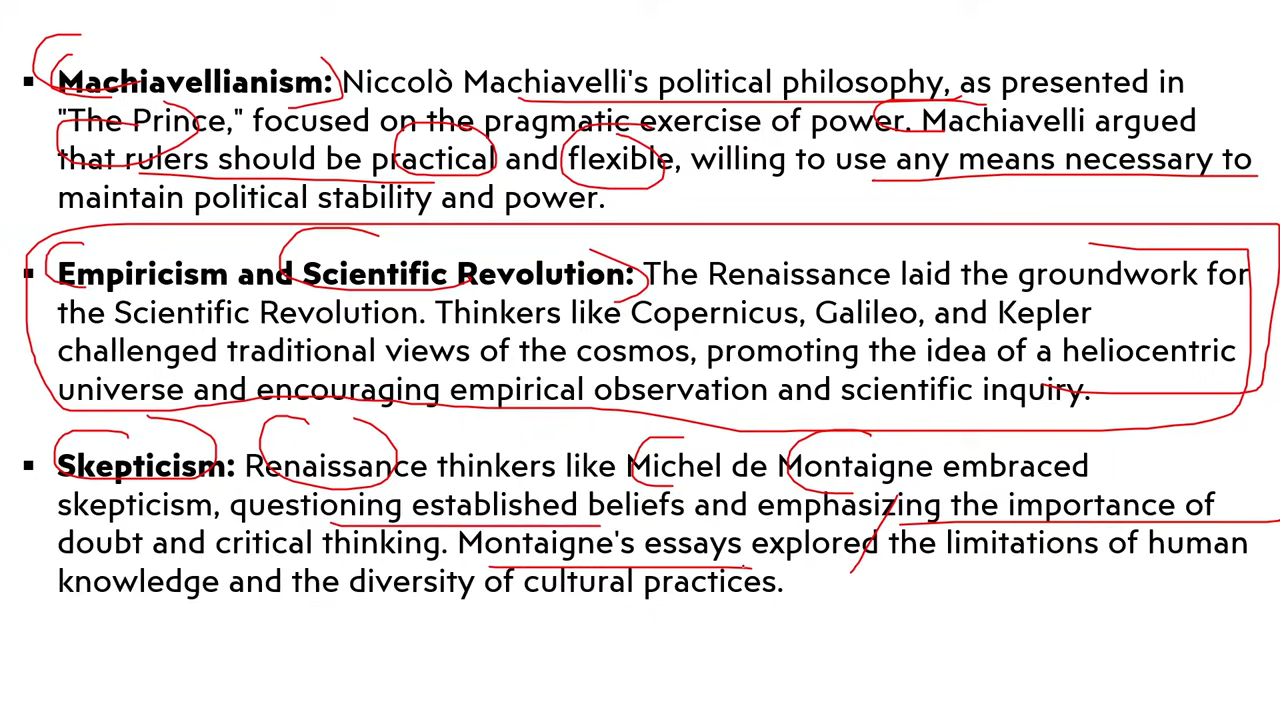 ▪ Machiavellianism: Niccolò Machiavelli's political philosophy, as presented in
"The Prince," focused on the pragmatic exercise of power. Machiavelli argued
that rulers should be practical and flexible, willing to use any means necessary to
maintain political stability and power.
▪ Empiricism and Scientific Revolution: The Renaissance laid the groundwork for
the Scientific Revolution. Thinkers like Copernicus, Galileo, and Kepler
challenged traditional views of the cosmos, promoting the idea of a heliocentric
universe and encouraging empirical observation and scientific inquiry.
▪ Skepticism: Renaissance thinkers like Michel de Montaigne embraced
skepticism, questioning established beliefs and emphasizing the importance of
doubt and critical thinking. Montaigne's essays explored the limitations of human
knowledge and the diversity of cultural practices.